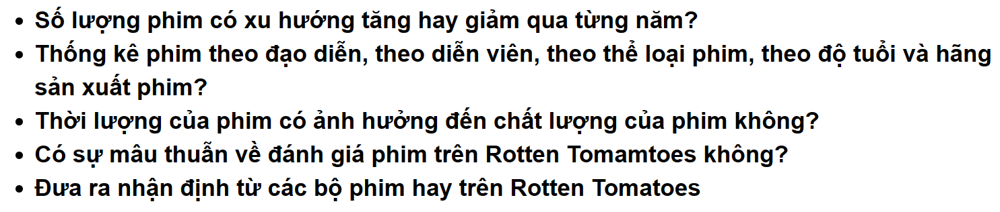 • Số lượng phim có xu hướng tăng hay giảm qua từng năm?
• Thống kê phim theo đạo diễn, theo diễn viên, theo thể loại phim, theo độ tuổi và hãng
sản xuất phim?
• Thời lượng của phim có ảnh hưởng đến chất lượng của phim không?
• Có sự mâu thuẫn về đánh giá phim trên Rotten Tomamtoes không?
• Đưa ra nhận định từ các bộ phim hay trên Rotten Tomatoes